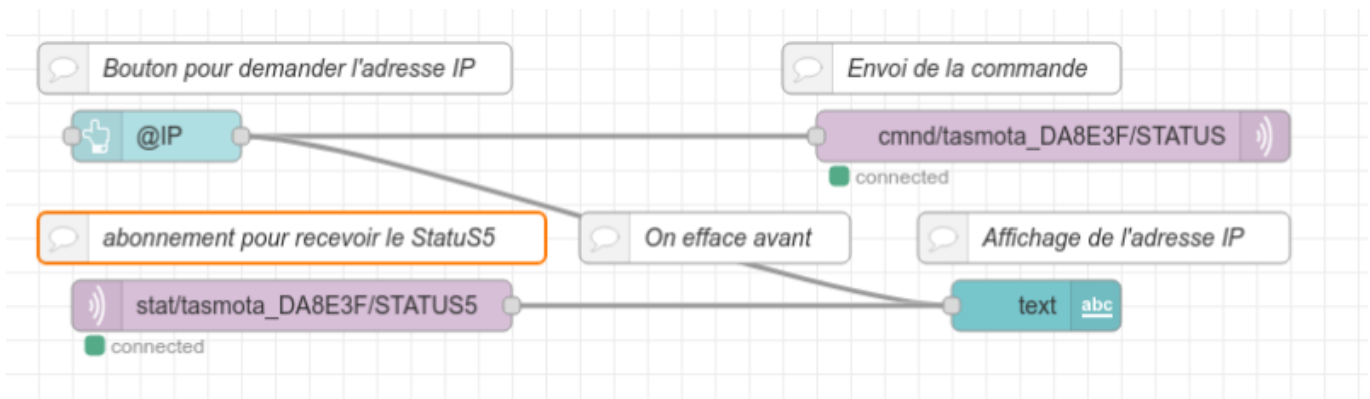 Bouton pour demander l'adresse IP
Envoi de la commande
@IP
cmnd/tasmota_DA8E3F/STATUS
connected
abonnement pour recevoir le StatuS5
On efface avant
Affichage de l'adresse IP
stat/tasmota_DA8E3F/STATUS5
text
abc
connected